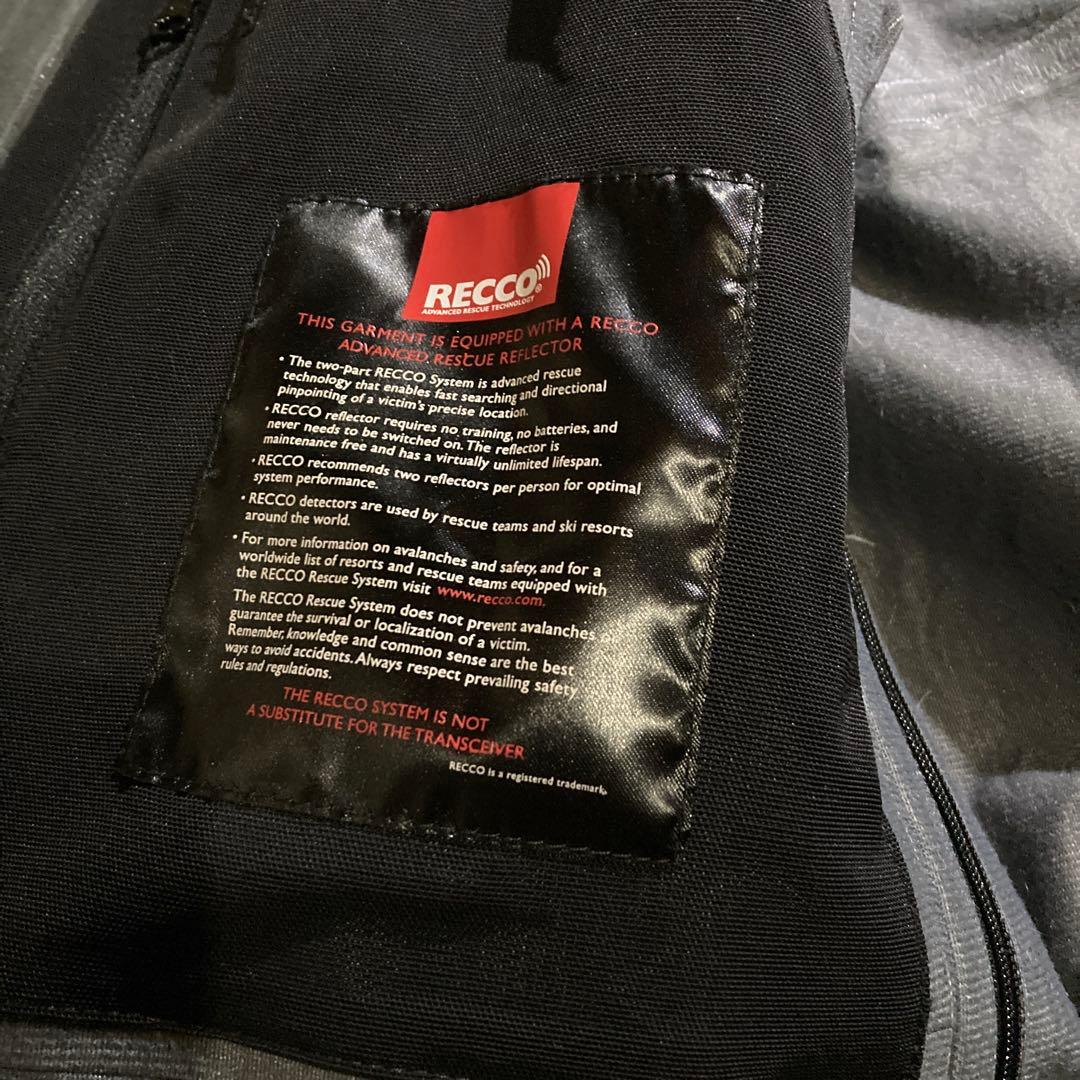 RECCO®
ADVANCED RESCUE TECHNOLOGY
THIS GARMENT IS EQUIPPED WITH A RECCO
ADVANCED RESCUE REFLECTOR
• The two-part RECCO System is advanced rescue
technology that enables fast searching and directional
pinpointing of a victim's precise location.
• RECCO reflector requires no training, no batteries, and
never needs to be switched on. The reflector is
maintenance free and has a virtually unlimited lifespan.
• RECCO recommends two reflectors per person for optimal
system performance.
• RECCO detectors are used by rescue teams and ski resorts
around the world.
• For more information on avalanches and safety, and for a
worldwide list of resorts and rescue teams equipped with
the RECCO Rescue System visit www.recco.com.
The RECCO Rescue System does not prevent avalanches
guarantee the survival or localization of a victim.
Remember, knowledge and common sense are the best
ways to avoid accidents. Always respect prevailing safety
rules and regulations.
THE RECCO SYSTEM IS NOT
A SUBSTITUTE FOR THE TRANSCEIVER
RECCO is a registered trademark.